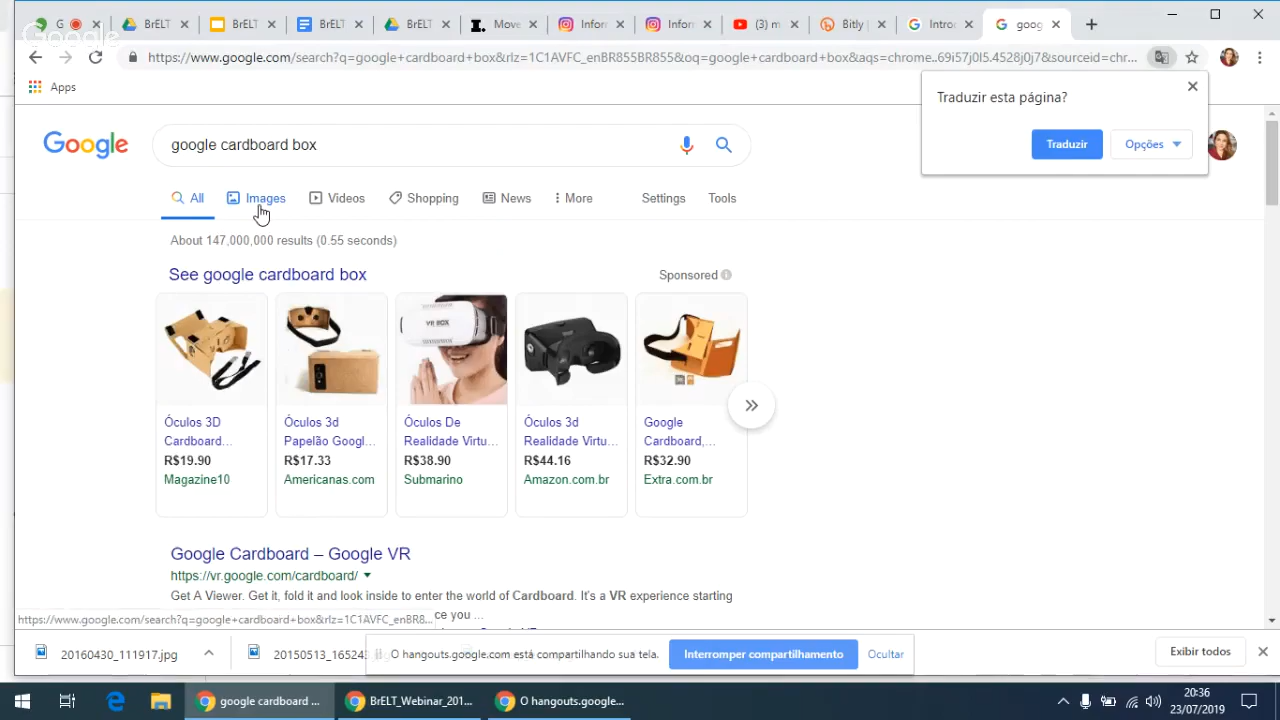 BrELT
BrELT
BrELT
BrELT
Move
Inform
Inform
(3) m
Bitly |
Introd
goog
https://www.google.com/search?q=google+cardboard+box&rlz=1C1AVFC_enBR855BR855&oq=google+cardboard+box&aqs=chrome..69i57j0l5.4528j0j7&sourceid=chr...
Apps
Traduzir esta página?
Traduzir
Opções
Google
google cardboard box
All
Images
Videos
Shopping
News
More
Settings
Tools
About 147,000,000 results (0.55 seconds)
See google cardboard box
Sponsored
VR BOX
Óculos 3D
Cardboard...
R$19.90
Magazine10
Óculos 3d
Papelão Googl...
R$17.33
Americanas.com
Óculos De
Realidade Virtu...
R$38.90
Submarino
Óculos 3d
Realidade Virtu...
R$44.16
Amazon.com.br
Google
Cardboard,...
R$32.90
Extra.com.br
Google Cardboard – Google VR
https://vr.google.com/cardboard/
Get A Viewer. Get it, fold it and look inside to enter the world of Cardboard. It's a VR experience starting
ce you ...
https://www.google.com/search?q=google+cardboard+box&rlz=1C1AVFC_enBR8...
20160430_111917.jpg
20150513_16524
O hangouts.google.com está compartilhando sua tela.
Interromper compartilhamento
Ocultar
Exibir todos
google cardboard ...
BrELT_Webinar_201...
O hangouts.google...
20:36
23/07/2019